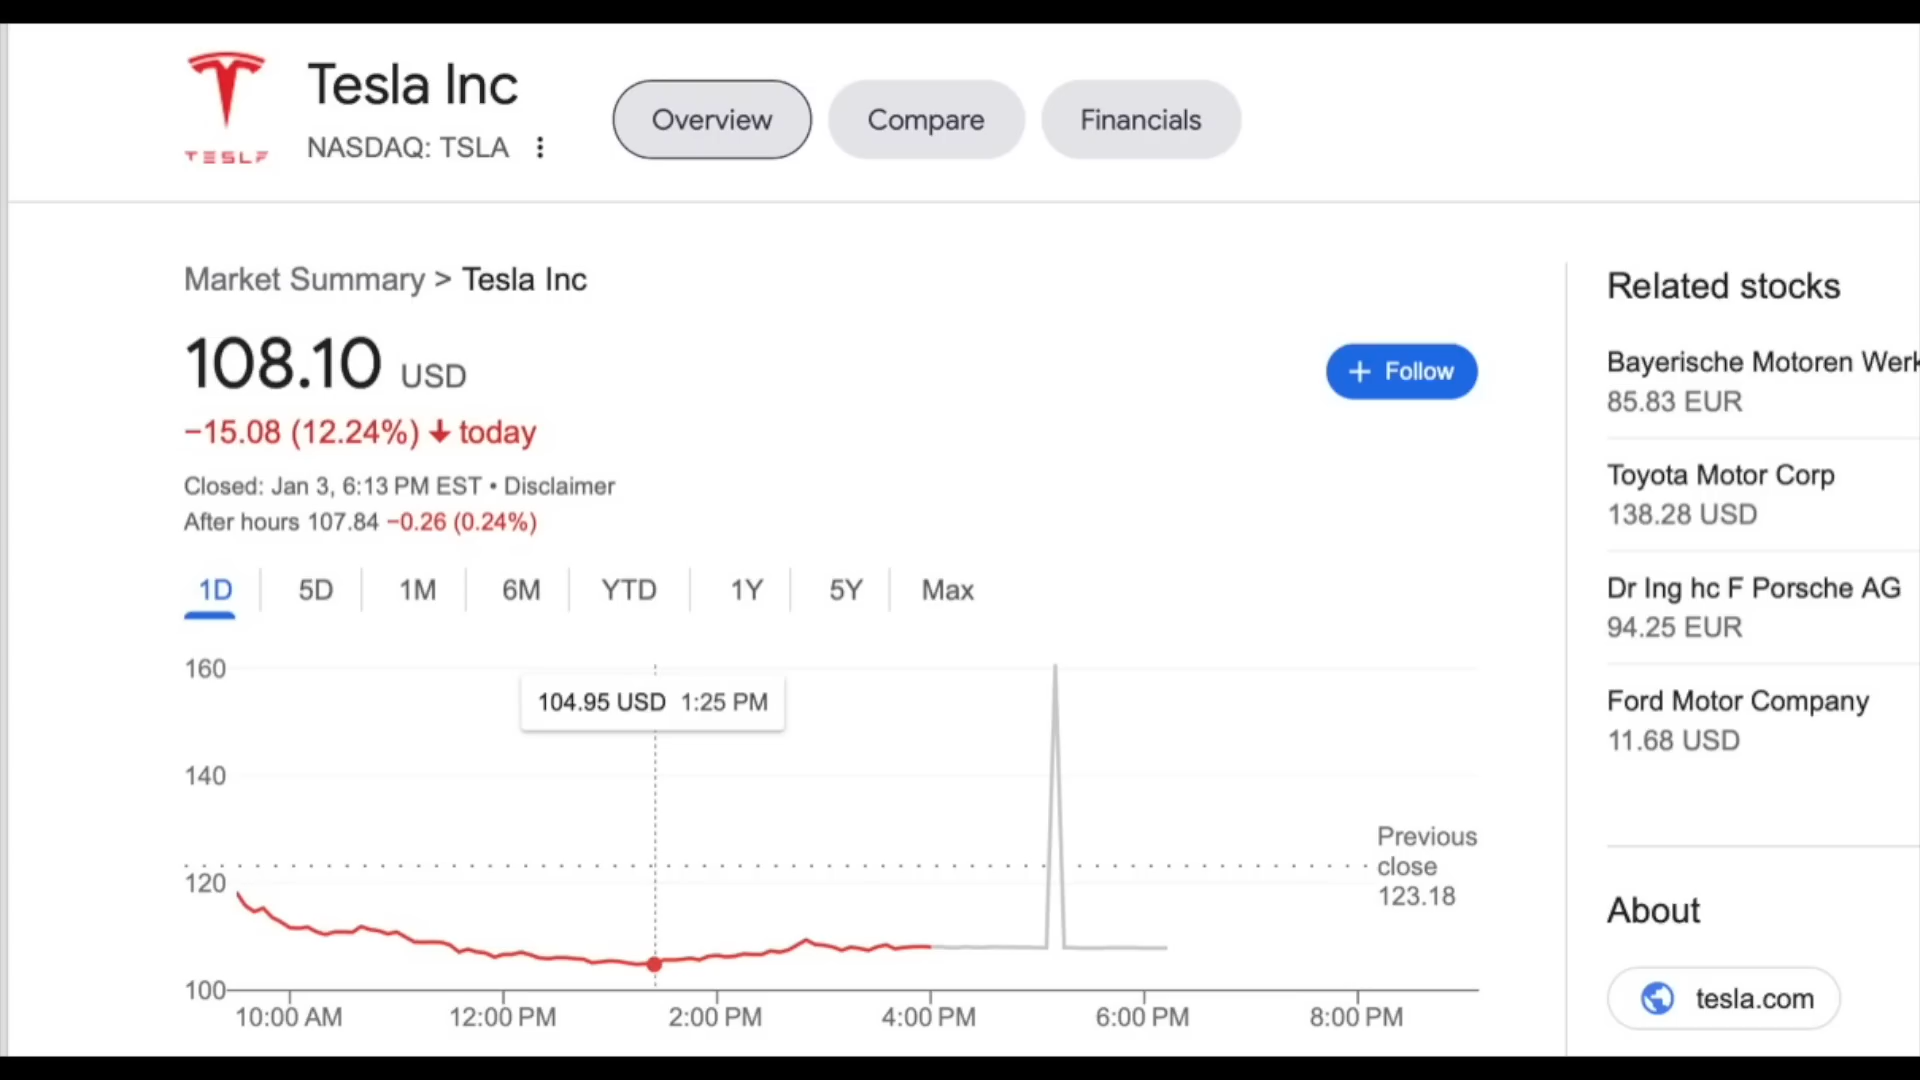 Tesla Inc
NASDAQ: TSLA
TESLA
Overview
Compare
Financials
Market Summary > Tesla Inc
108.10 USD
−15.08 (12.24%) today
Closed: Jan 3, 6:13 PM EST • Disclaimer
After hours 107.84 −0.26 (0.24%)
+ Follow
1D 5D 1M 6M YTD 1Y 5Y Max
160
104.95 USD 1:25 PM
140
120
100
Previous
close
123.18
10:00 AM 12:00 PM 2:00 PM 4:00 PM 6:00 PM 8:00 PM
Related stocks
Bayerische Motoren Werk
85.83 EUR
Toyota Motor Corp
138.28 USD
Dr Ing hc F Porsche AG
94.25 EUR
Ford Motor Company
11.68 USD
About
tesla.com